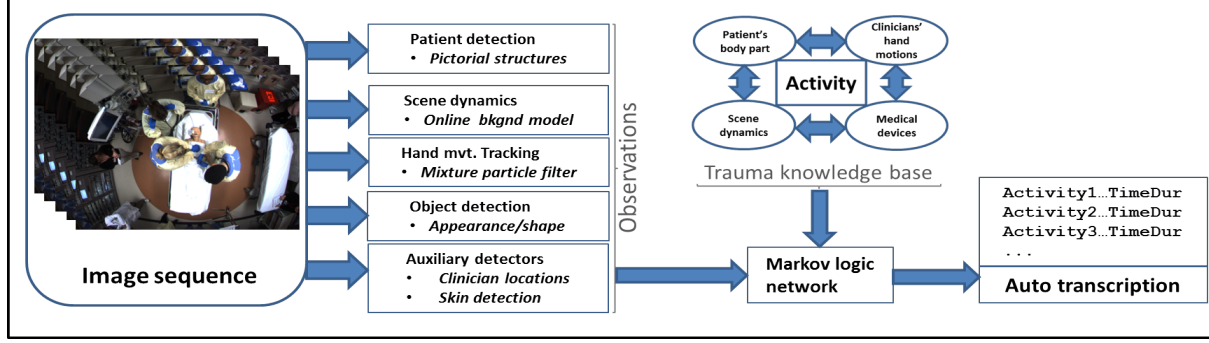 Image sequence
Patient detection
• Pictorial structures
Scene dynamics
• Online bkgnd model
Hand mvt. Tracking
• Mixture particle filter
Object detection
• Appearance/shape
Auxiliary detectors
• Clinician locations
• Skin detection
Observations
Patient's
body part
Clinicians'
hand
motions
Activity
Scene
dynamics
Medical
devices
Trauma knowledge base
Markov logic
network
Activity1…TimeDur
Activity2…TimeDur
Activity3…TimeDur
...
Auto transcription